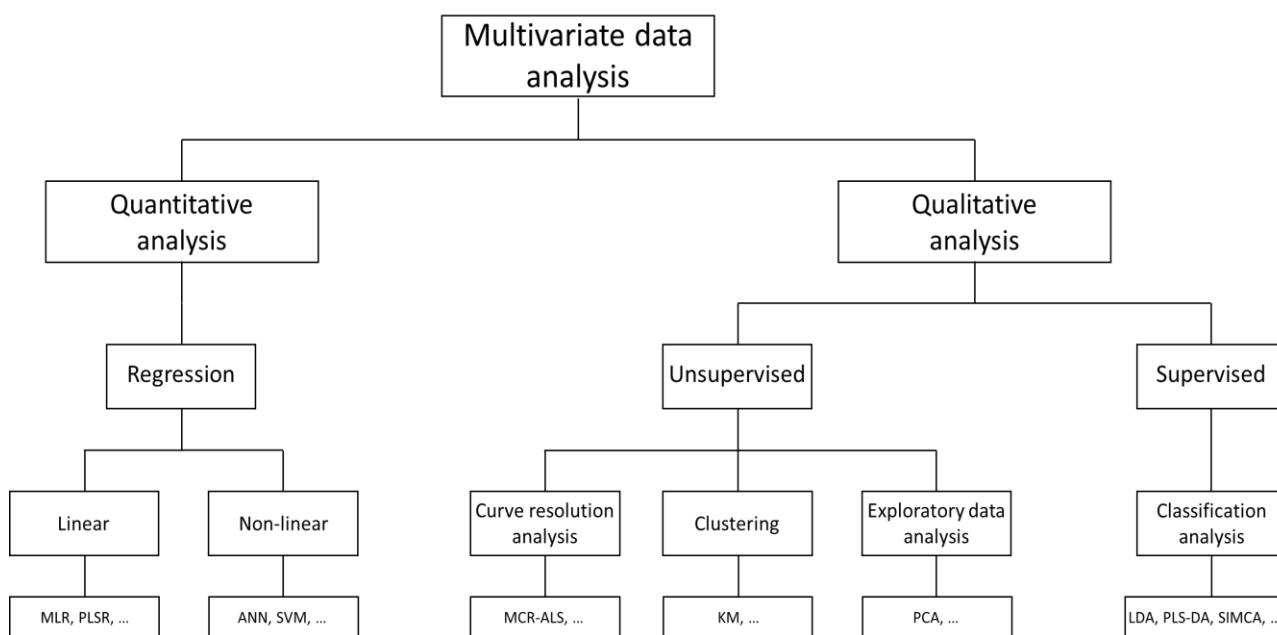 Multivariate data
analysis
Quantitative
analysis
Qualitative
analysis
Regression
Unsupervised
Supervised
Linear
Non-linear
Curve resolution
analysis
Clustering
Exploratory data
analysis
Classification
analysis
MLR, PLSR, ...
ANN, SVM, ...
MCR-ALS, ...
KM, ...
PCA, ...
LDA, PLS-DA, SIMCA, ...